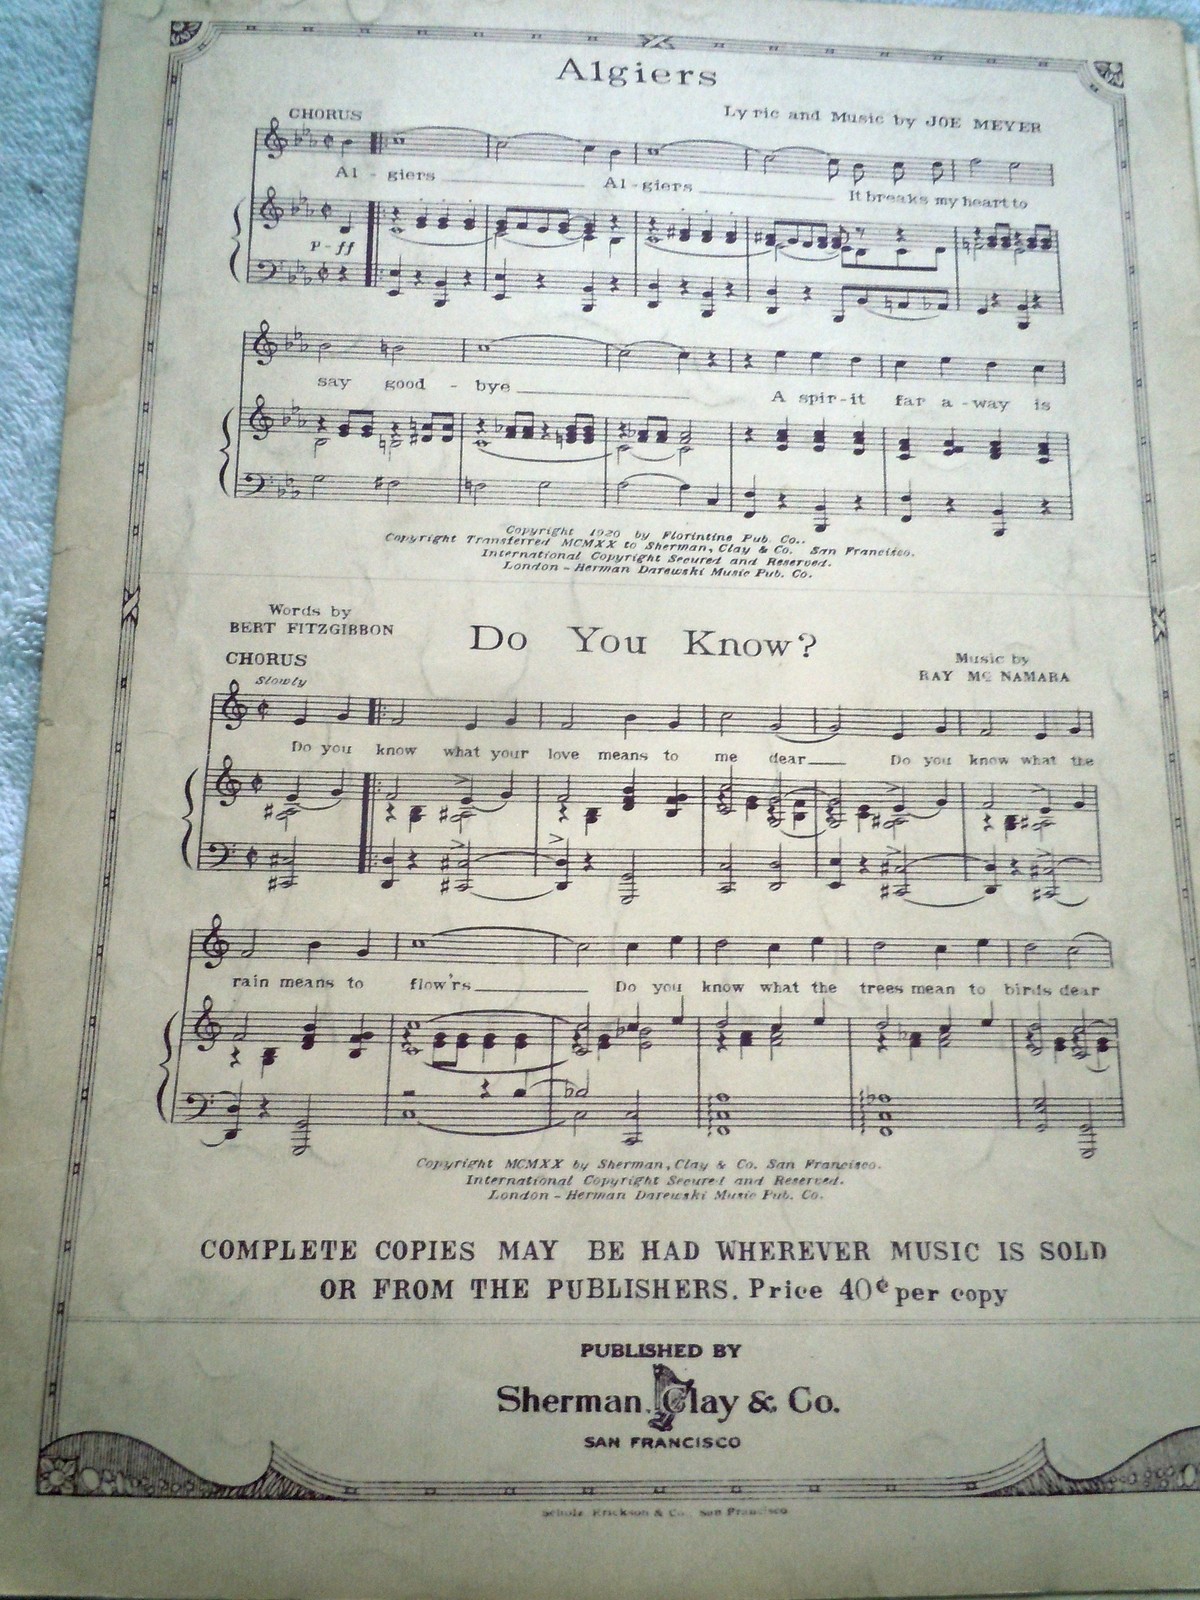 Algiers
CHORUS
Lyric and Music by JOE MEYER
Al - giers Al - giers It breaks my heart to
P - ff
say good - bye A spir - it far a - way is
Copyright 1920 by Florintine Pub. Co..
Copyright Transferred MCMXX to Sherman, Clay & Co. San Francisco.
International Copyright Secured and Reserved.
London - Herman Darewski Music Pub. Co.
Words by
BERT FITZGIBBON
Do You Know?
Music by
RAY MC NAMARA
CHORUS
Slowly
Do you know what your love means to me dear Do you know what the
rain means to flow'rs Do you know what the trees mean to birds dear
Copyright MCMXX by Sherman, Clay & Co. San Francisco.
International Copyright Secured and Reserved.
London - Herman Darewski Music Pub. Co.
COMPLETE COPIES MAY BE HAD WHEREVER MUSIC IS SOLD
OR FROM THE PUBLISHERS. Price 40¢ per copy
PUBLISHED BY
Sherman, Clay & Co.
SAN FRANCISCO
Scholz, Erickson & Co. San Francisco